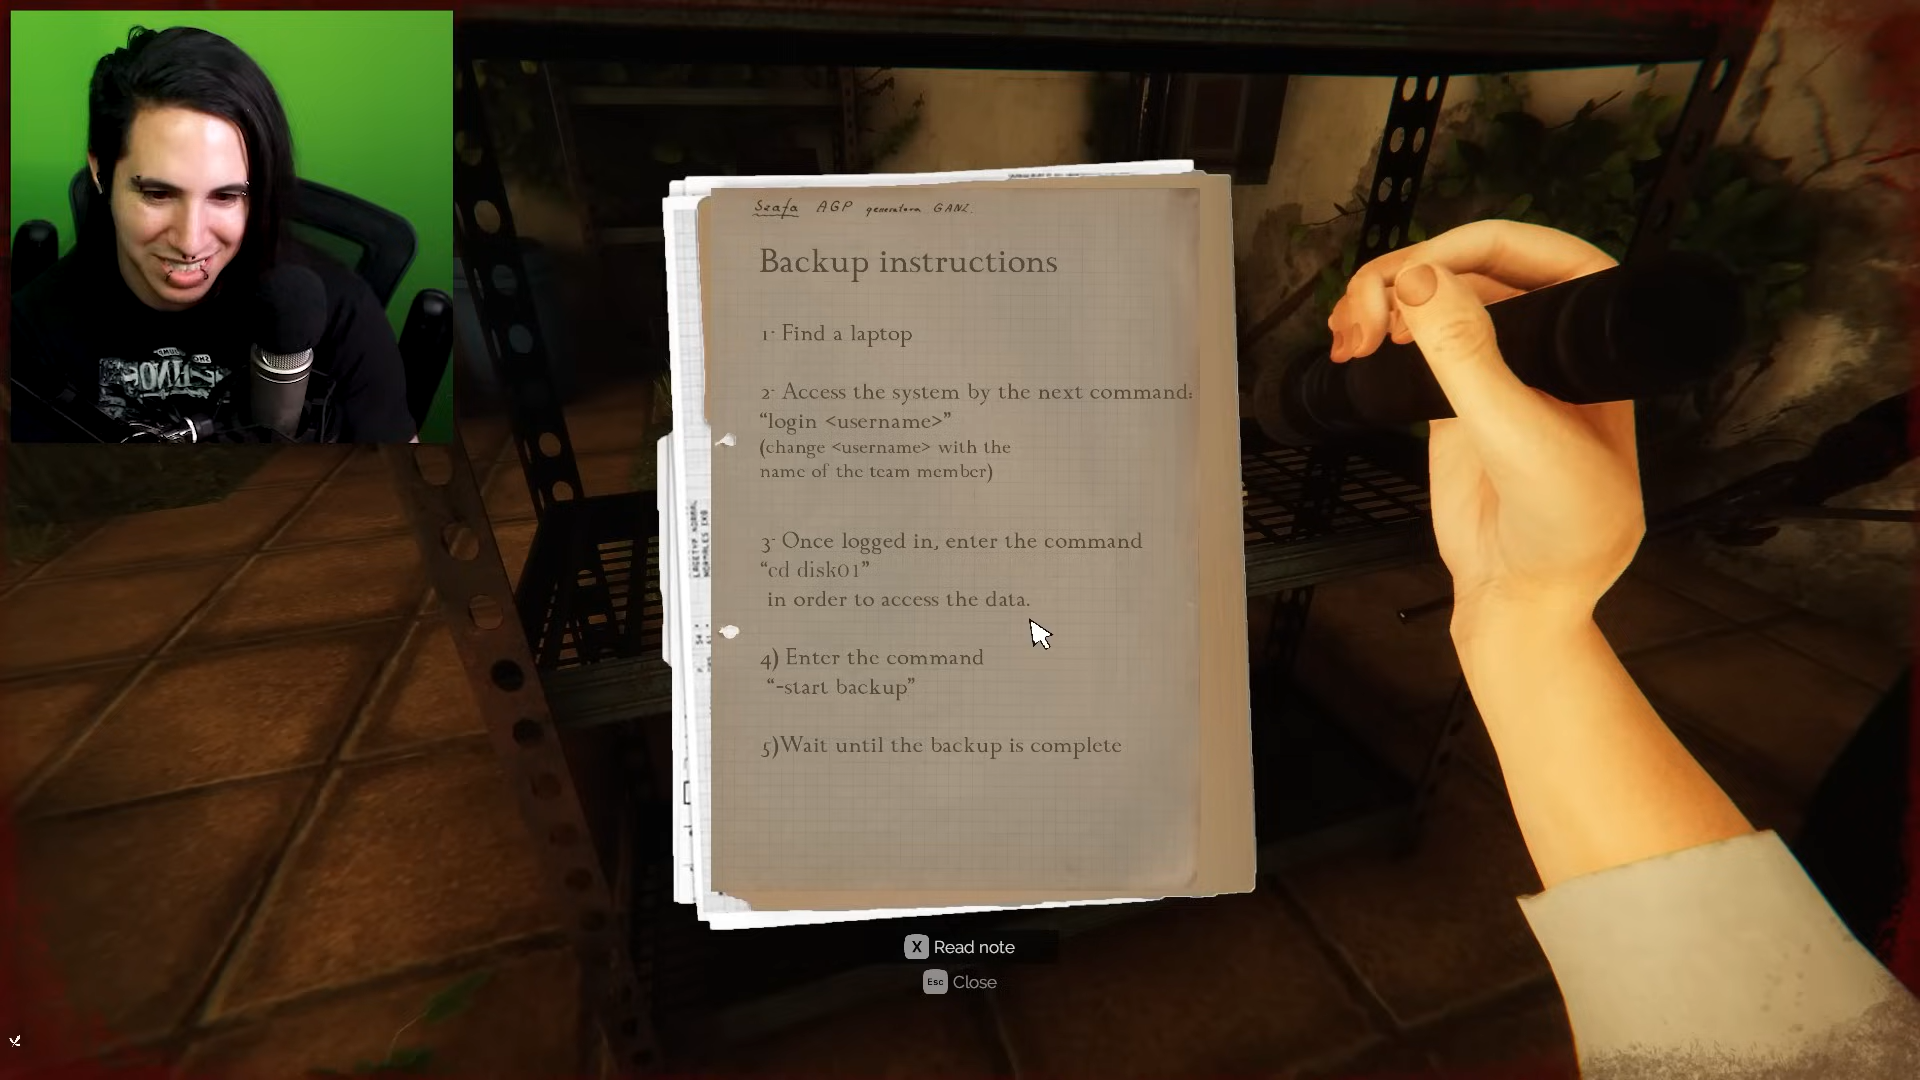 Szafa AGP generatora GANZ.
Backup instructions
1- Find a laptop
2- Access the system by the next command:
“login <username>”
(change <username> with the
name of the team member)
3- Once logged in, enter the command
“cd disk01”
in order to access the data.
4) Enter the command
“-start backup”
5)Wait until the backup is complete
X Read note
Esc Close